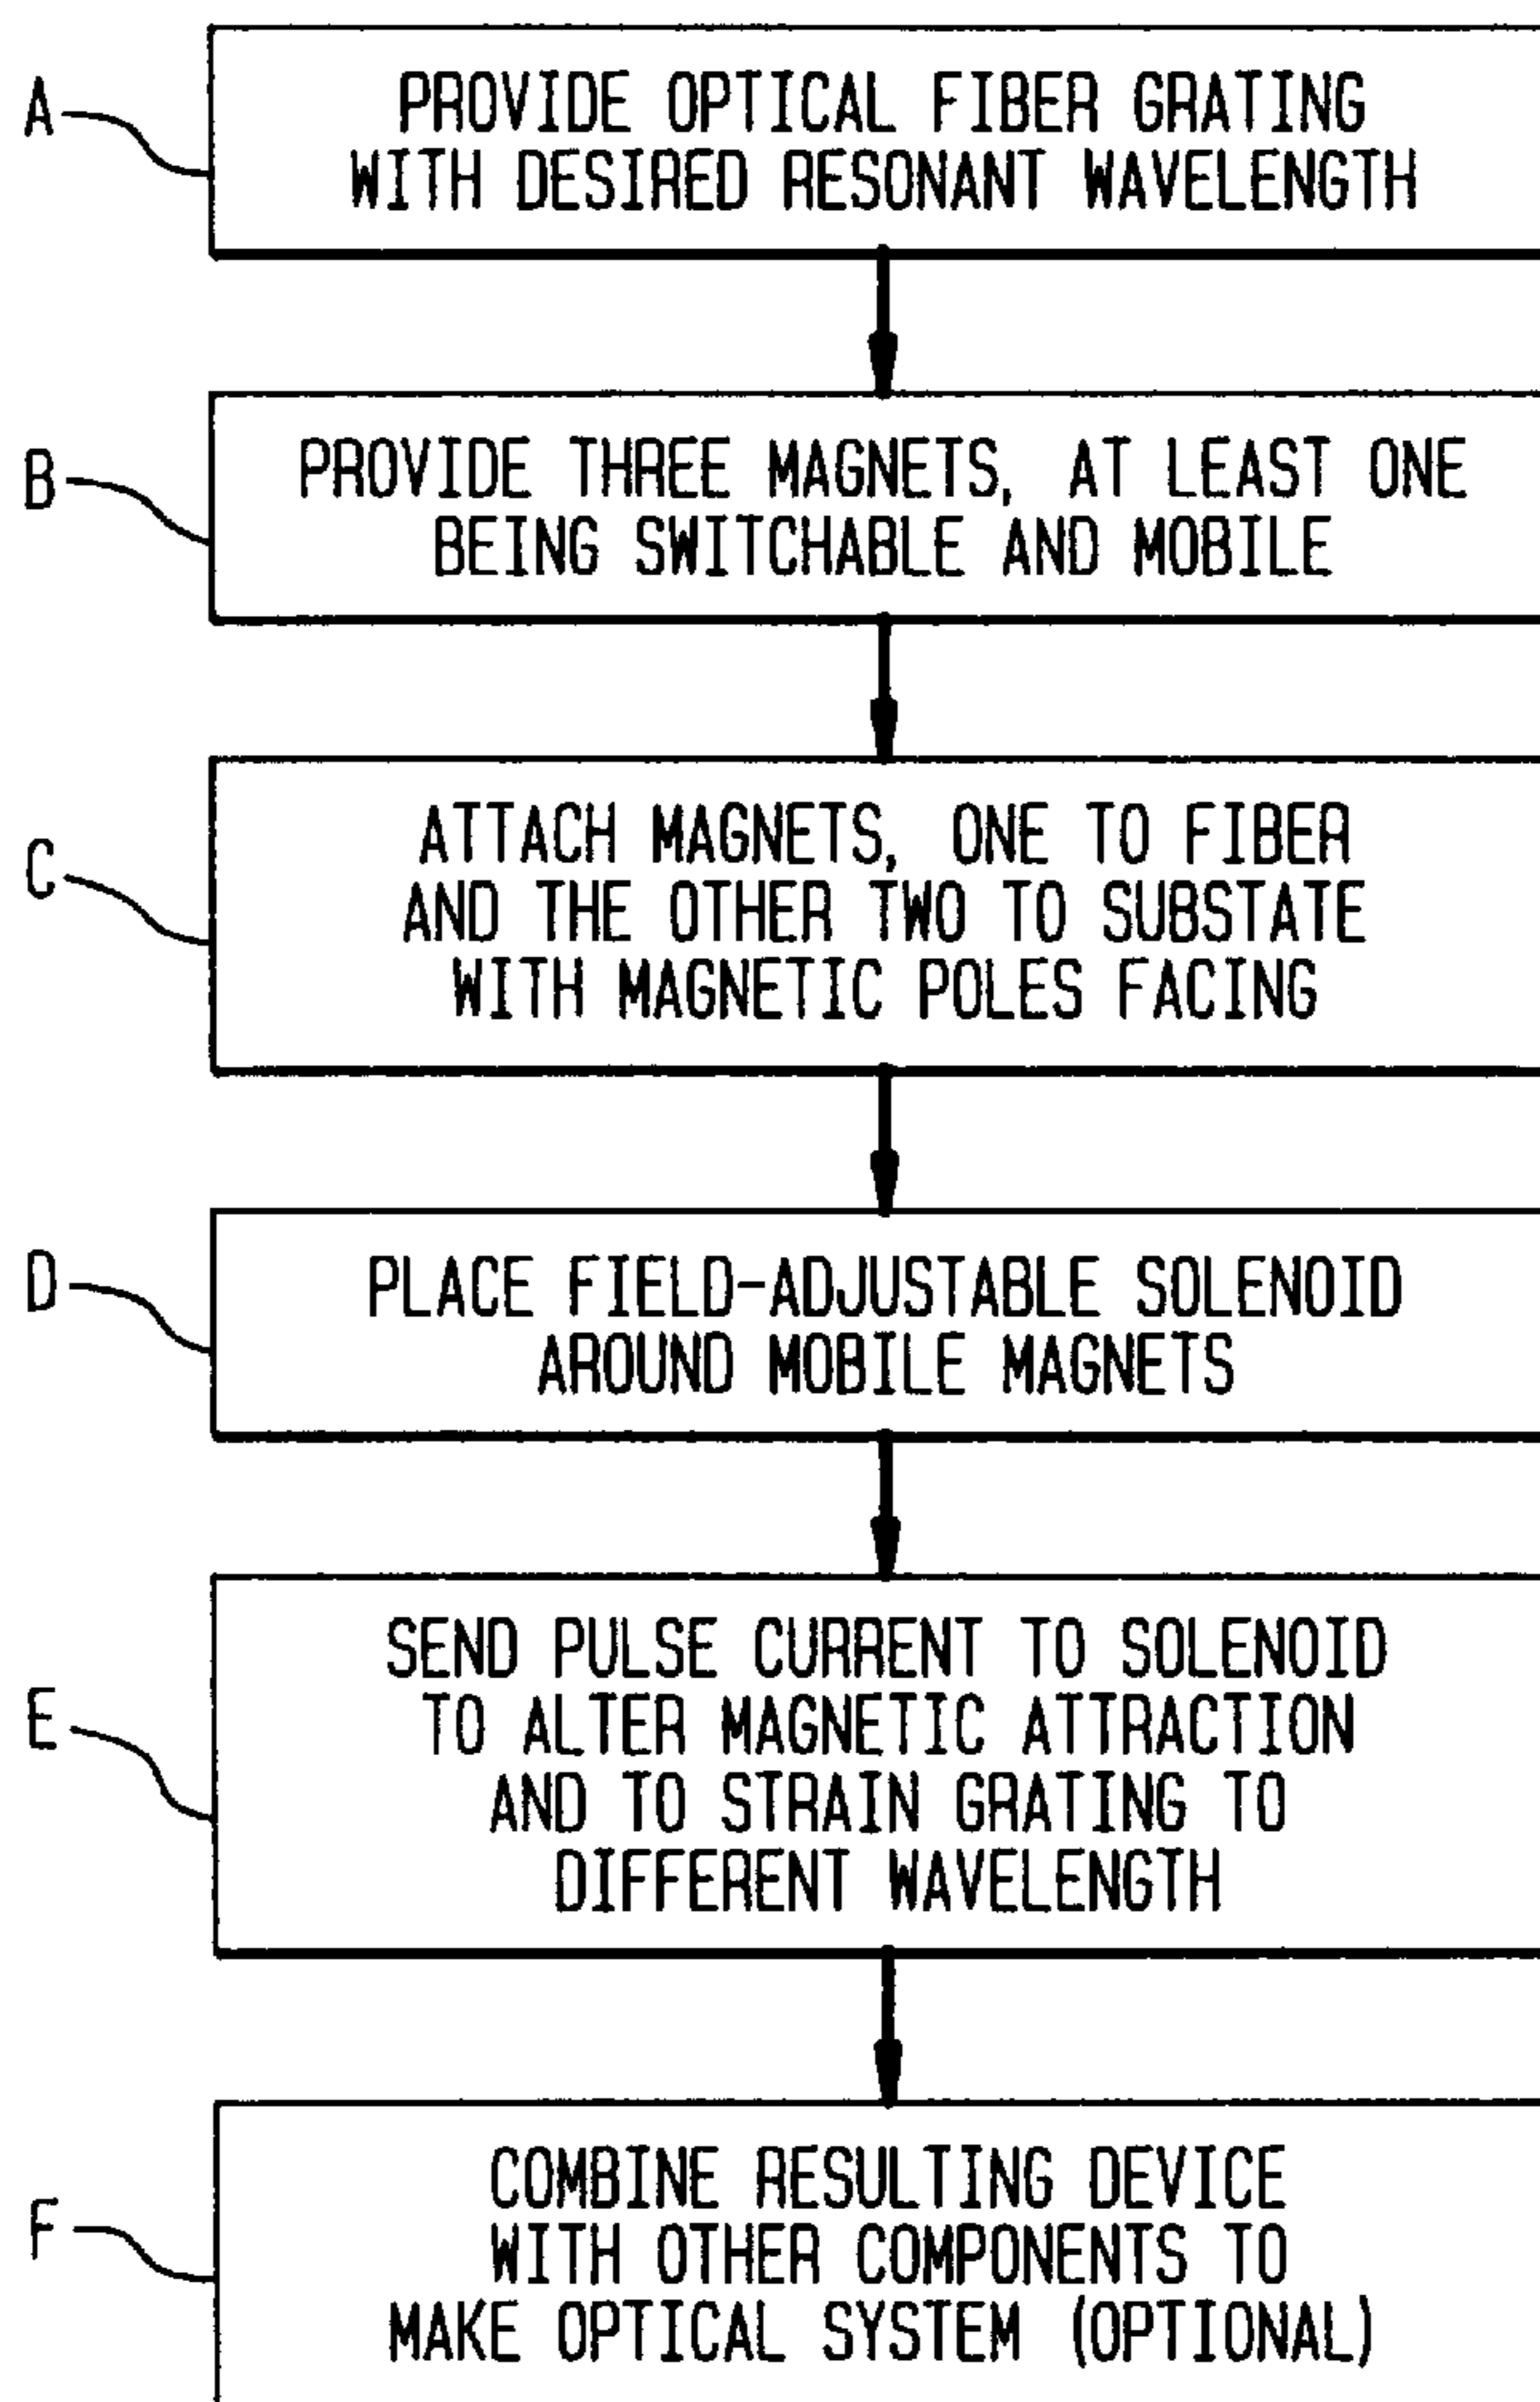 A
PROVIDE OPTICAL FIBER GRATING
WITH DESIRED RESONANT WAVELENGTH
B
PROVIDE THREE MAGNETS, AT LEAST ONE
BEING SWITCHABLE AND MOBILE
C
ATTACH MAGNETS, ONE TO FIBER
AND THE OTHER TWO TO SUBSTATE
WITH MAGNETIC POLES FACING
D
PLACE FIELD-ADJUSTABLE SOLENOID
AROUND MOBILE MAGNETS
E
SEND PULSE CURRENT TO SOLENOID
TO ALTER MAGNETIC ATTRACTION
AND TO STRAIN GRATING TO
DIFFERENT WAVELENGTH
F
COMBINE RESULTING DEVICE
WITH OTHER COMPONENTS TO
MAKE OPTICAL SYSTEM (OPTIONAL)